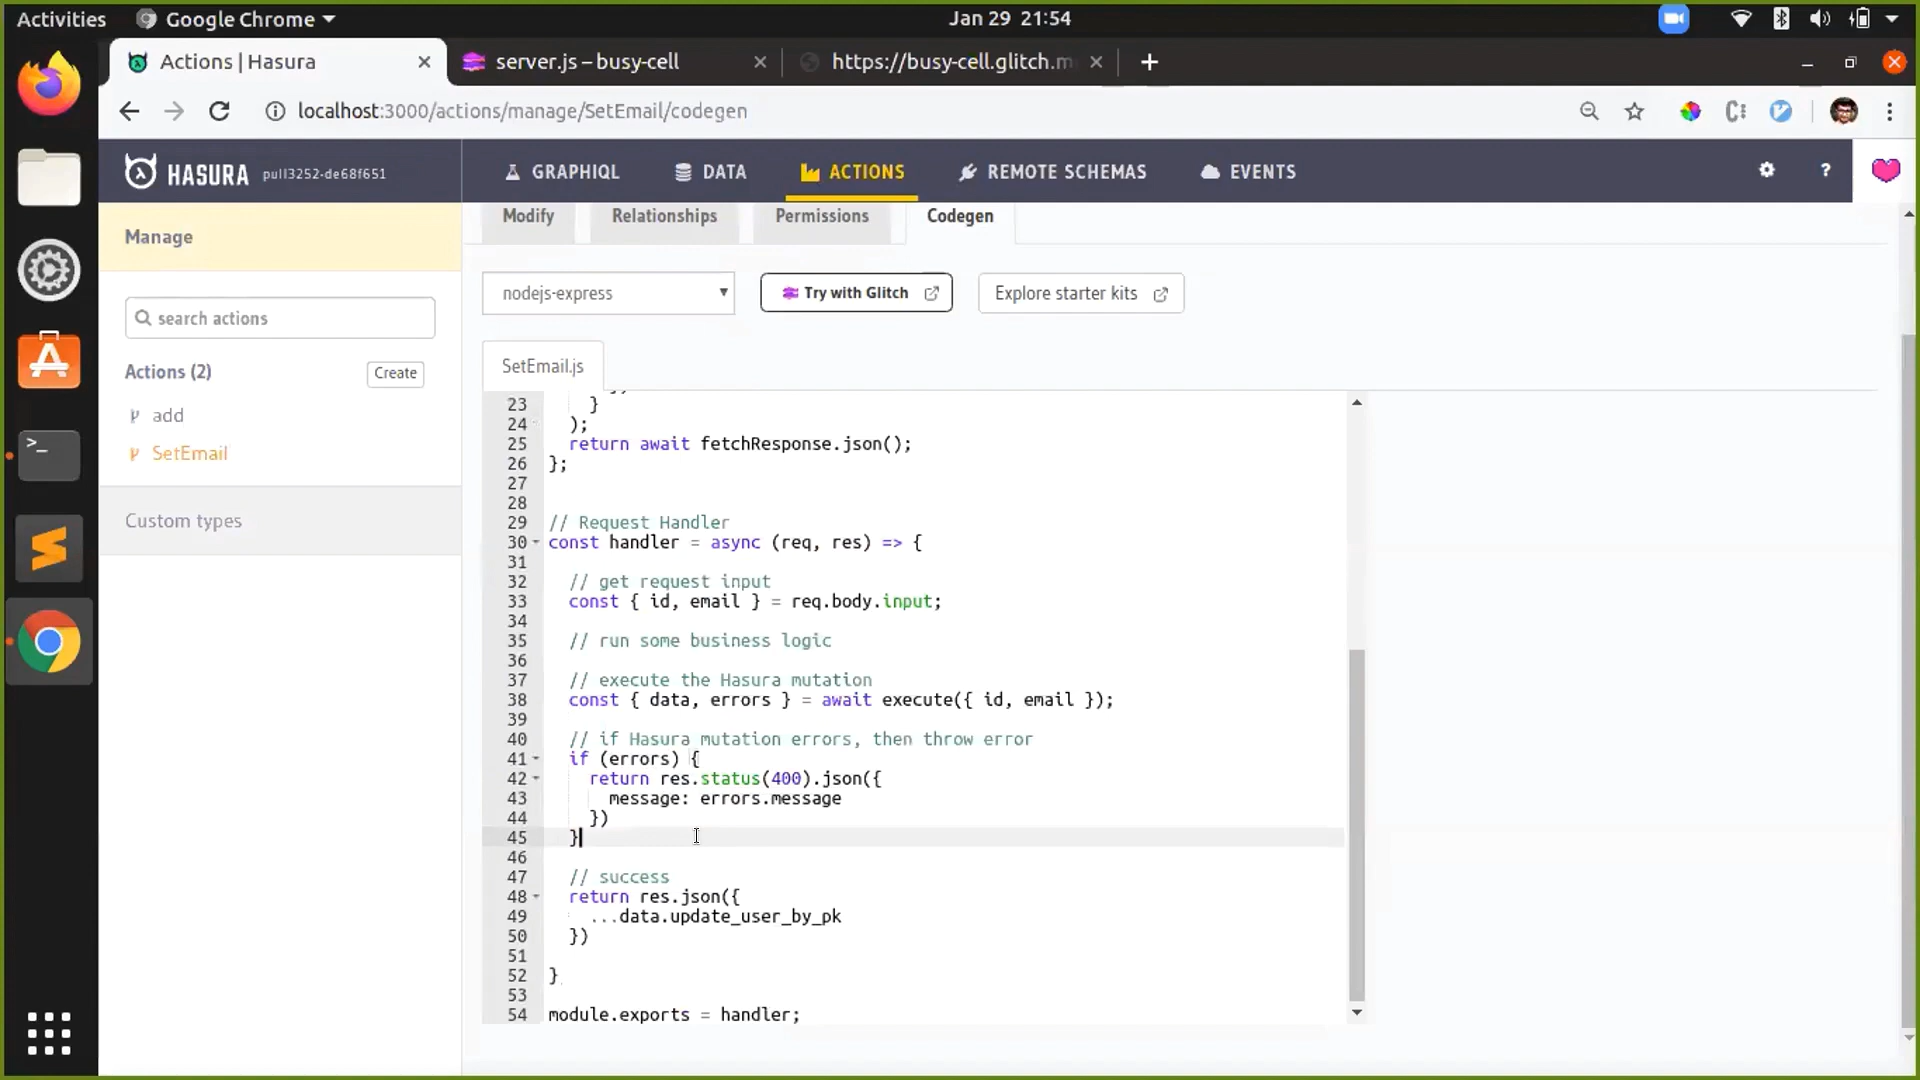 Activities
Google Chrome
Jan 29 21:54
Actions | Hasura
server.js – busy-cell
https://busy-cell.glitch.m
localhost:3000/actions/manage/SetEmail/codegen
HASURA
pull3252-de68f651
GRAPHIQL
DATA
ACTIONS
REMOTE SCHEMAS
EVENTS
?
Manage
search actions
Actions (2)
Create
add
SetEmail
Custom types
Modify
Relationships
Permissions
Codegen
nodejs-express
Try with Glitch
Explore starter kits
SetEmail.js
23     }
24   );
25   return await fetchResponse.json();
26 };
27
28
29 // Request Handler
30 const handler = async (req, res) => {
31
32   // get request input
33   const { id, email } = req.body.input;
34
35   // run some business logic
36
37   // execute the Hasura mutation
38   const { data, errors } = await execute({ id, email });
39
40   // if Hasura mutation errors, then throw error
41   if (errors) {
42     return res.status(400).json({
43       message: errors.message
44     })
45   }
46
47   // success
48   return res.json({
49     ...data.update_user_by_pk
50   })
51
52 }
53
54 module.exports = handler;